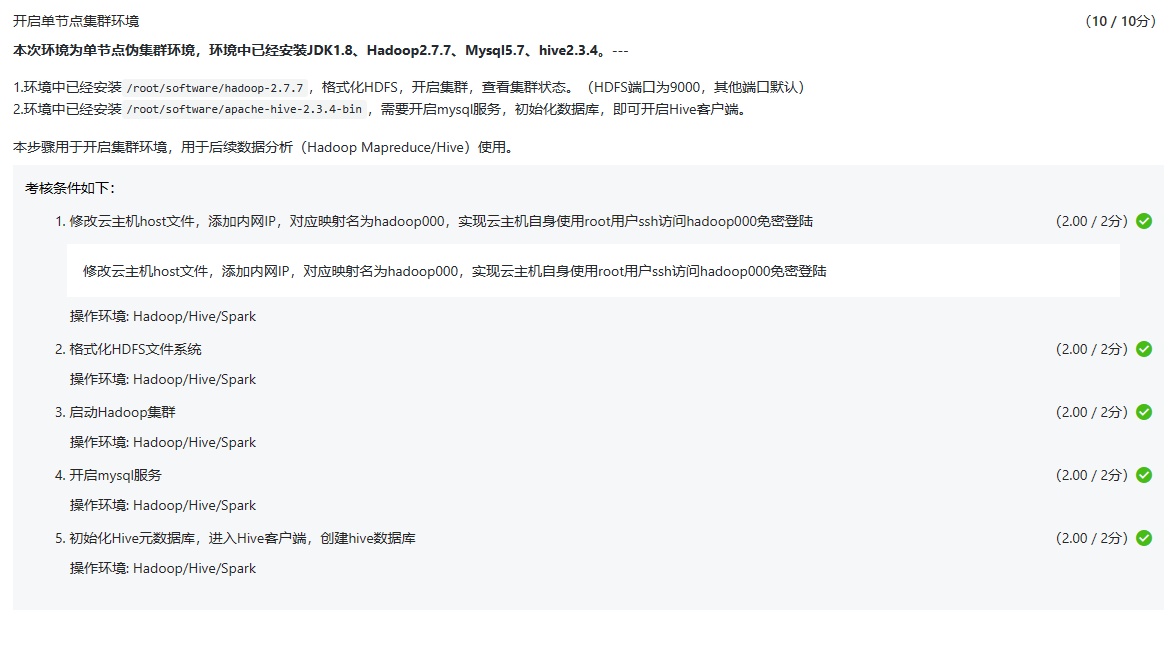 开启单节点集群环境 （10 / 10分）
本次环境为单节点伪集群环境，环境中已经安装JDK1.8、Hadoop2.7.7、Mysql5.7、hive2.3.4。---
1.环境中已经安装 /root/software/hadoop-2.7.7 ，格式化HDFS，开启集群，查看集群状态。（HDFS端口为9000，其他端口默认）
2.环境中已经安装 /root/software/apache-hive-2.3.4-bin ，需要开启mysql服务，初始化数据库，即可开启Hive客户端。
本步骤用于开启集群环境，用于后续数据分析（Hadoop Mapreduce/Hive）使用。
考核条件如下：
1. 修改云主机host文件，添加内网IP，对应映射名为hadoop000，实现云主机自身使用root用户ssh访问hadoop000免密登陆 （2.00 / 2分）
修改云主机host文件，添加内网IP，对应映射名为hadoop000，实现云主机自身使用root用户ssh访问hadoop000免密登陆
操作环境: Hadoop/Hive/Spark
2. 格式化HDFS文件系统 （2.00 / 2分）
操作环境: Hadoop/Hive/Spark
3. 启动Hadoop集群 （2.00 / 2分）
操作环境: Hadoop/Hive/Spark
4. 开启mysql服务 （2.00 / 2分）
操作环境: Hadoop/Hive/Spark
5. 初始化Hive元数据库，进入Hive客户端，创建hive数据库 （2.00 / 2分）
操作环境: Hadoop/Hive/Spark